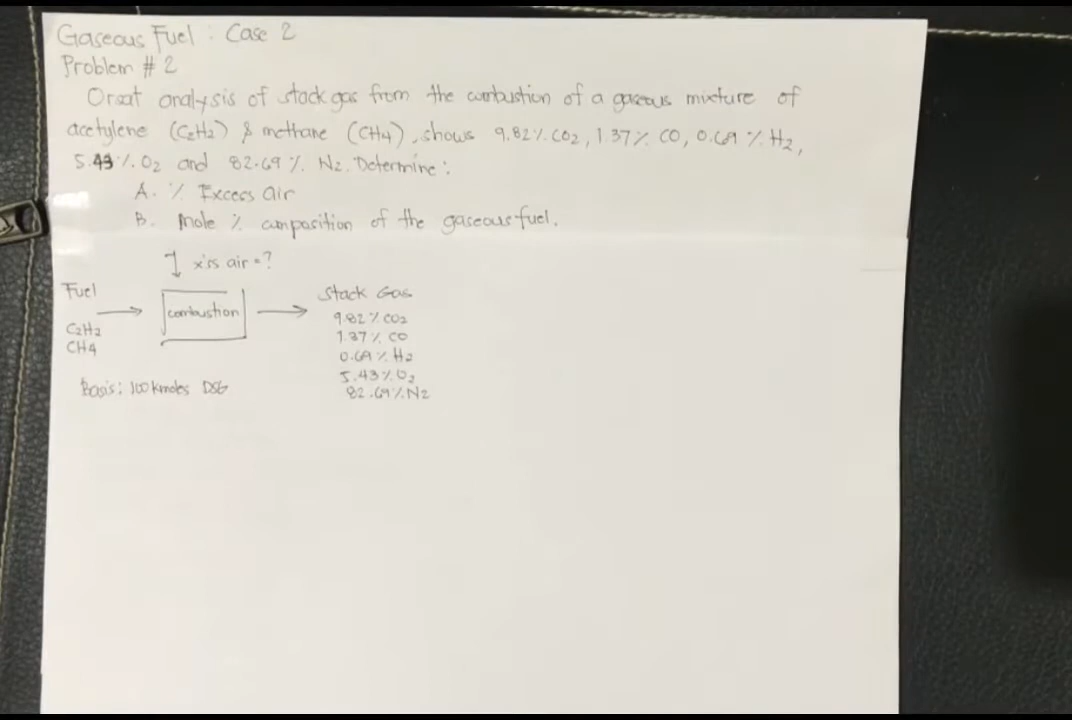 Gaseous Fuel : Case 2
Problem # 2
Orsat analysis of stack gas from the combustion of a gaseous mixture of
acetylene (C2H2) & methane (CH4), shows 9.82% CO2, 1.37% CO, 0.69 % H2,
5.43 % O2 and 82.69 % N2. Determine :
A. % Excess air
B. Mole % composition of the gaseous fuel.
x'ss air = ?
Fuel
C2H2
CH4
combustion
Stack Gas
9.82 % CO2
1.37 % CO
0.69 % H2
5.43 % O2
82.69 % N2
Basis: 100 kmoles DSG